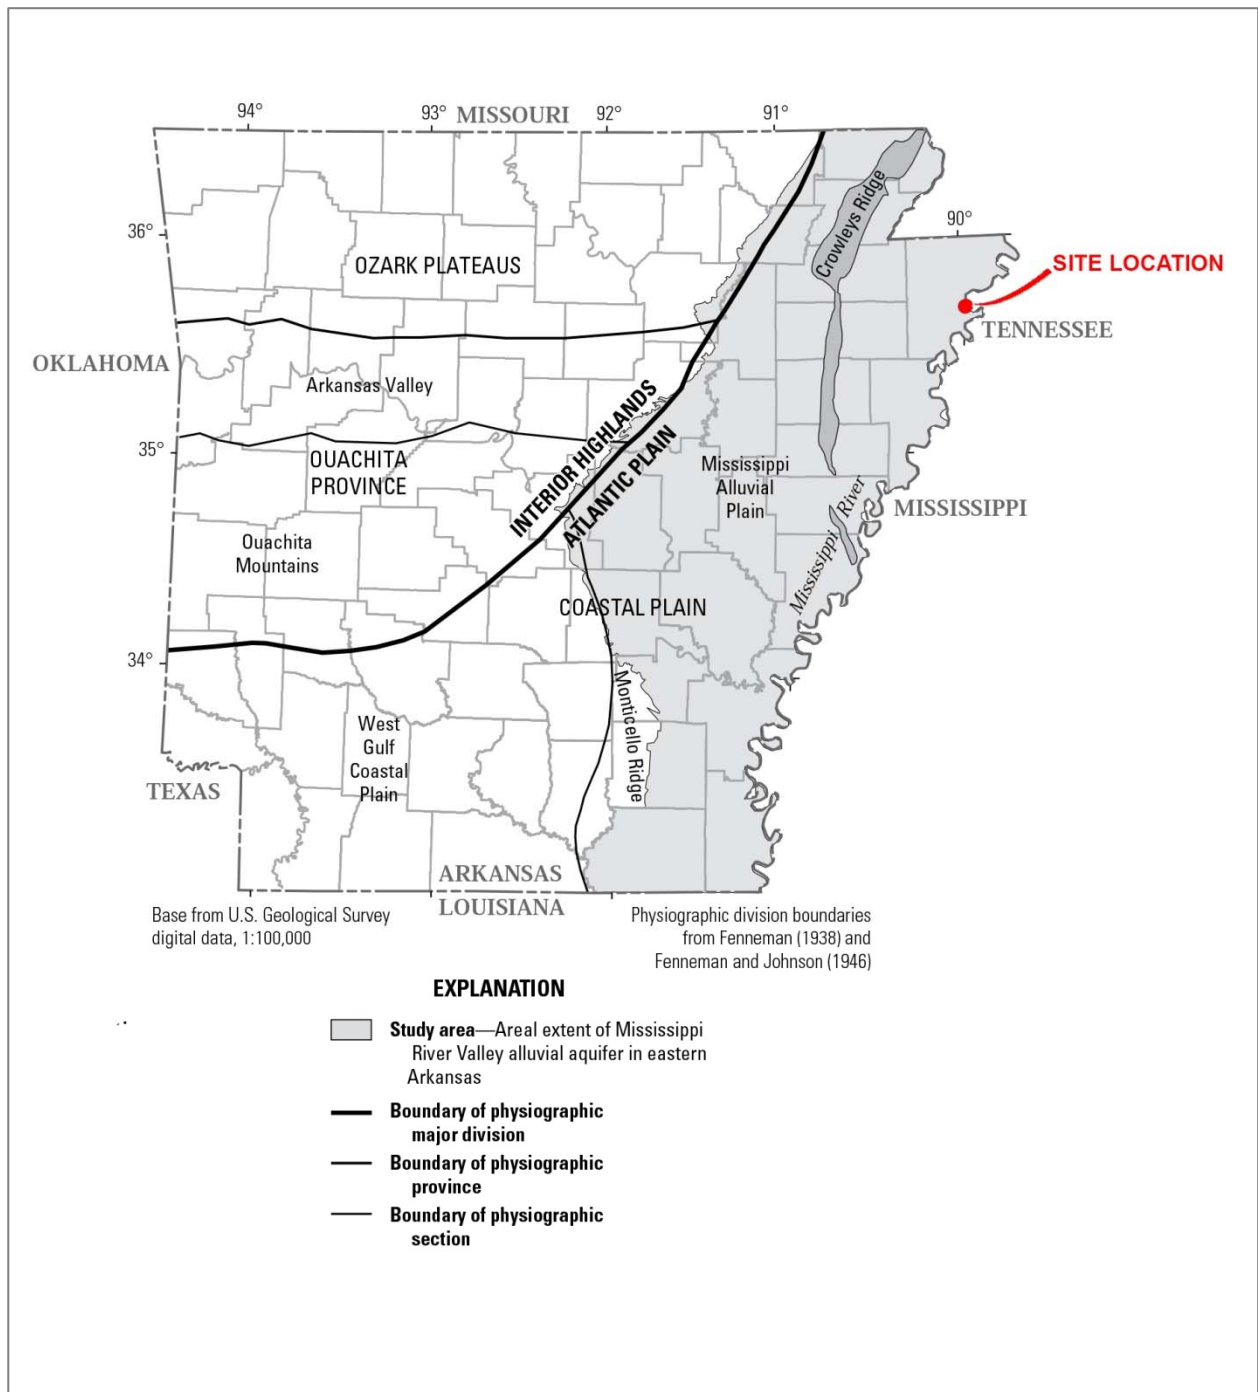 94°
93°
MISSOURI
92°
91°
36°
90°
Crowleys Ridge
OZARK PLATEAUS
SITE LOCATION
TENNESSEE
OKLAHOMA
Arkansas Valley
INTERIOR HIGHLANDS
ATLANTIC PLAIN
35°
OUACHITA
PROVINCE
Mississippi
Alluvial
Plain
Mississippi River
MISSISSIPPI
Ouachita
Mountains
COASTAL PLAIN
34°
Monticello Ridge
West
Gulf
Coastal
Plain
TEXAS
ARKANSAS
LOUISIANA
Base from U.S. Geological Survey
digital data, 1:100,000
Physiographic division boundaries
from Fenneman (1938) and
Fenneman and Johnson (1946)
EXPLANATION
Study area—Areal extent of Mississippi
River Valley alluvial aquifer in eastern
Arkansas
Boundary of physiographic
major division
Boundary of physiographic
province
Boundary of physiographic
section